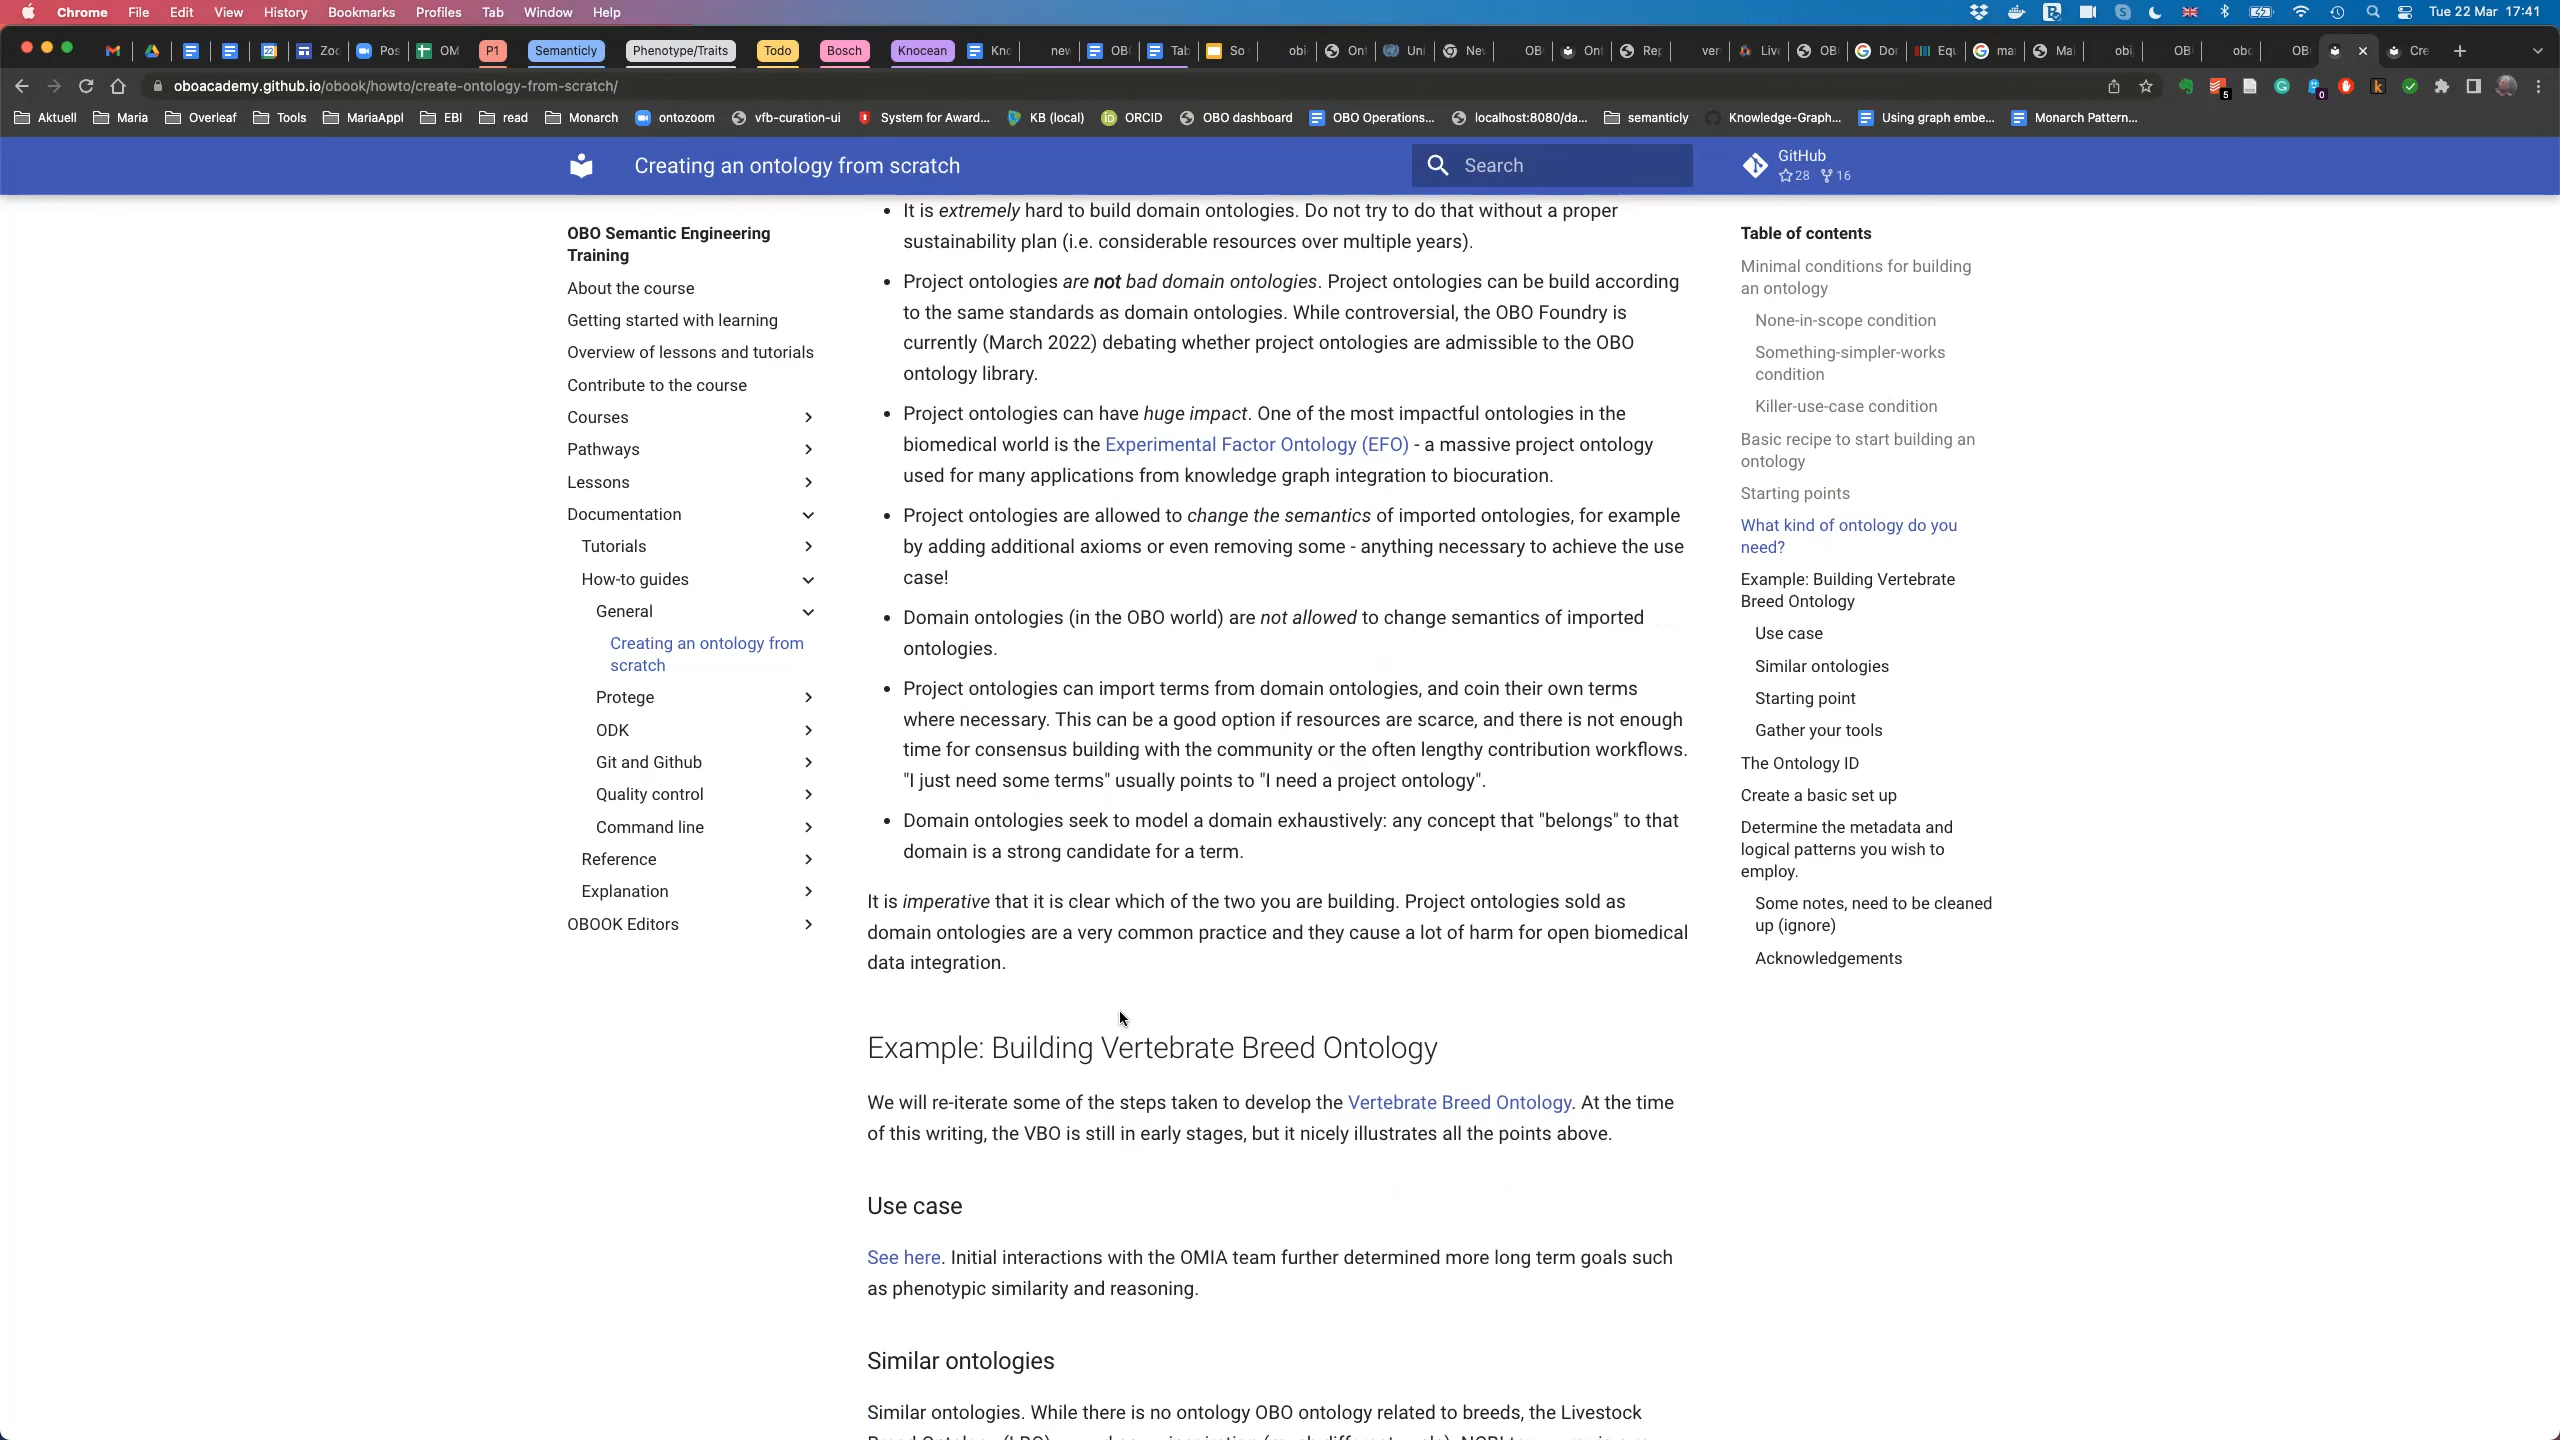 Chrome File Edit View History Bookmarks Profiles Tab Window Help
Tue 22 Mar 17:41
OM P1 Semanticly Phenotype/Traits Todo Bosch Knocean
oboacademy.github.io/obook/howto/create-ontology-from-scratch/
5 0
Aktuell Maria Overleaf Tools MariaAppl EBI read Monarch ontozoom vfb-curation-ui System for Award... KB (local) ORCID OBO dashboard OBO Operations... localhost:8080/da... semanticly Knowledge-Graph... Using graph embe... Monarch Pattern...
Creating an ontology from scratch
Search
GitHub
28 16
OBO Semantic Engineering
Training
About the course
Getting started with learning
Overview of lessons and tutorials
Contribute to the course
Courses
Pathways
Lessons
Documentation
Tutorials
How-to guides
General
Creating an ontology from
scratch
Protege
ODK
Git and Github
Quality control
Command line
Reference
Explanation
OBOOK Editors
It is extremely hard to build domain ontologies. Do not try to do that without a proper
sustainability plan (i.e. considerable resources over multiple years).
Project ontologies are not bad domain ontologies. Project ontologies can be build according
to the same standards as domain ontologies. While controversial, the OBO Foundry is
currently (March 2022) debating whether project ontologies are admissible to the OBO
ontology library.
Project ontologies can have huge impact. One of the most impactful ontologies in the
biomedical world is the Experimental Factor Ontology (EFO) - a massive project ontology
used for many applications from knowledge graph integration to biocuration.
Project ontologies are allowed to change the semantics of imported ontologies, for example
by adding additional axioms or even removing some - anything necessary to achieve the use
case!
Domain ontologies (in the OBO world) are not allowed to change semantics of imported
ontologies.
Project ontologies can import terms from domain ontologies, and coin their own terms
where necessary. This can be a good option if resources are scarce, and there is not enough
time for consensus building with the community or the often lengthy contribution workflows.
"I just need some terms" usually points to "I need a project ontology".
Domain ontologies seek to model a domain exhaustively: any concept that "belongs" to that
domain is a strong candidate for a term.
It is imperative that it is clear which of the two you are building. Project ontologies sold as
domain ontologies are a very common practice and they cause a lot of harm for open biomedical
data integration.
Example: Building Vertebrate Breed Ontology
We will re-iterate some of the steps taken to develop the Vertebrate Breed Ontology. At the time
of this writing, the VBO is still in early stages, but it nicely illustrates all the points above.
Use case
See here. Initial interactions with the OMIA team further determined more long term goals such
as phenotypic similarity and reasoning.
Similar ontologies
Similar ontologies. While there is no ontology OBO ontology related to breeds, the Livestock
Table of contents
Minimal conditions for building
an ontology
None-in-scope condition
Something-simpler-works
condition
Killer-use-case condition
Basic recipe to start building an
ontology
Starting points
What kind of ontology do you
need?
Example: Building Vertebrate
Breed Ontology
Use case
Similar ontologies
Starting point
Gather your tools
The Ontology ID
Create a basic set up
Determine the metadata and
logical patterns you wish to
employ.
Some notes, need to be cleaned
up (ignore)
Acknowledgements